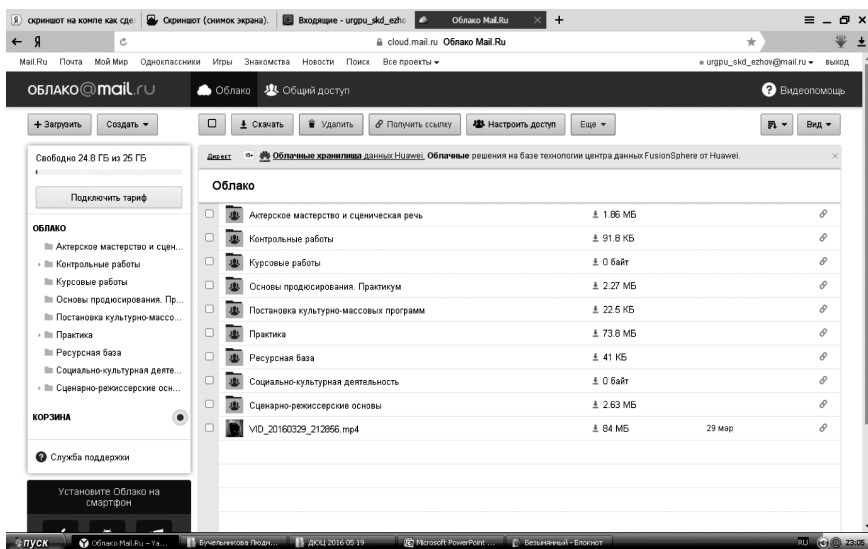 скриншот на компе как сде
Скриншот (снимок экрана).
Входящие - urgpu_skd_ezho
Облако Mail.Ru
Я
cloud.mail.ru Облако Mail.Ru
Mail.Ru Почта Мой Мир Одноклассники Игры Знакомства Новости Поиск Все проекты
urgpu_skd_ezhov@mail.ru выход
ОБЛАКО@mail.ru
Облако
Общий доступ
Видеопомощь
+ Загрузить
Создать
Скачать
Удалить
Получить ссылку
Настроить доступ
Еще
Вид
Свободно 24.8 ГБ из 25 ГБ
Подключить тариф
ОБЛАКО
Актерское мастерство и сцен...
Контрольные работы
Курсовые работы
Основы продюсирования. Пр...
Постановка культурно-массо...
Практика
Ресурсная база
Социально-культурная деяте...
Сценарно-режиссерские осн...
КОРЗИНА
Служба поддержки
Установите Облако на
смартфон
Директ Облачные хранилища данных Huawei. Облачные решения на базе технологии центра данных FusionSphere от Huawei.
Облако
Актерское мастерство и сценическая речь 1.86 МБ
Контрольные работы 91.8 КБ
Курсовые работы 0 байт
Основы продюсирования. Практикум 2.27 МБ
Постановка культурно-массовых программ 22.5 КБ
Практика 73.8 МБ
Ресурсная база 41 КБ
Социально-культурная деятельность 0 байт
Сценарно-режиссерские основы 2.63 МБ
VID_20160329_212856.mp4 84 МБ 29 мар
пуск
Облако Mail.Ru – Ya...
Бучельникова Людм...
ДЮЦ 2016 05 19
Microsoft PowerPoint ...
Безымянный - Блокнот
RU